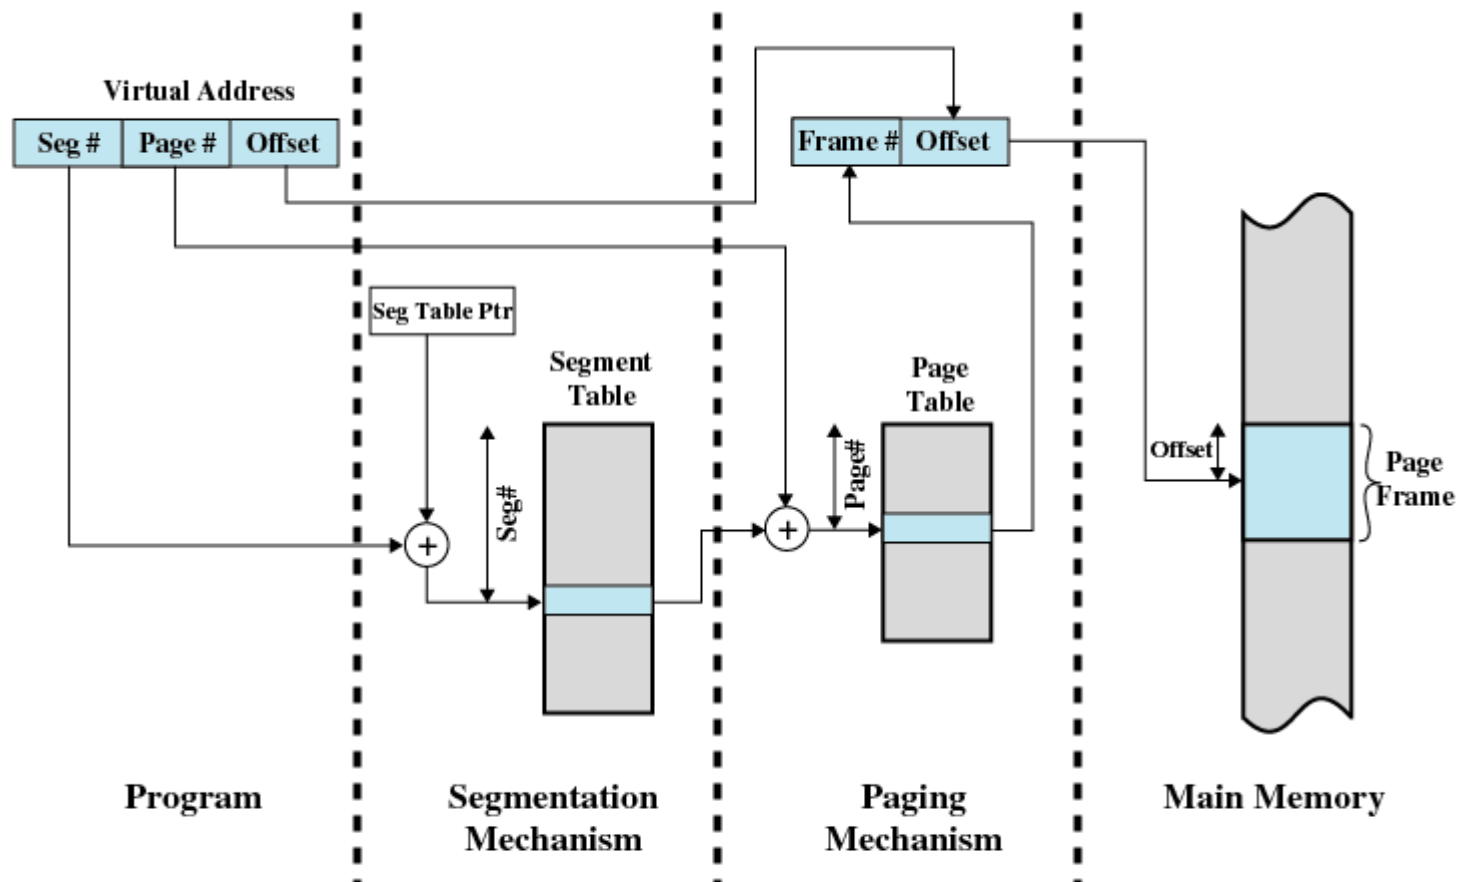 Virtual Address
Seg # Page # Offset
Frame # Offset
Seg Table Ptr
Segment
Table
Seg#
+
Page
Table
Page#
+
Offset
Page
Frame
Program
Segmentation
Mechanism
Paging
Mechanism
Main Memory